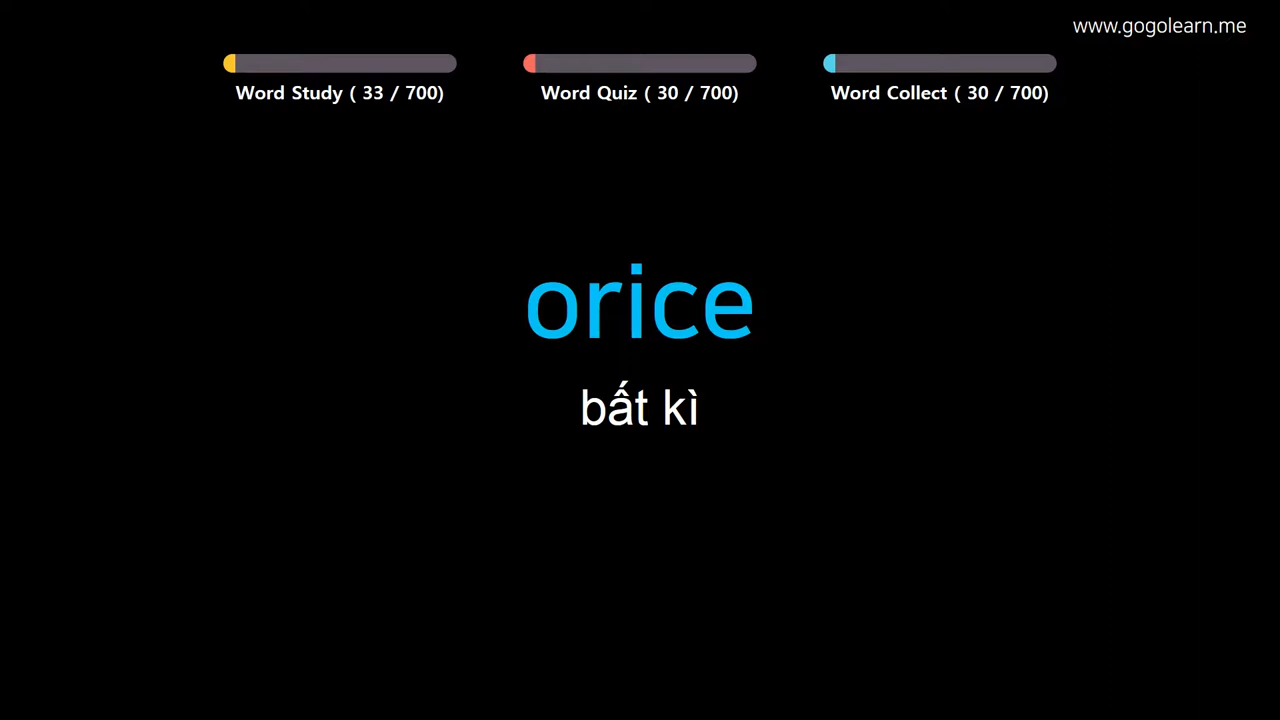 www.gogolearn.me
Word Study ( 33 / 700)
Word Quiz ( 30 / 700)
Word Collect ( 30 / 700)
orice
bất kì